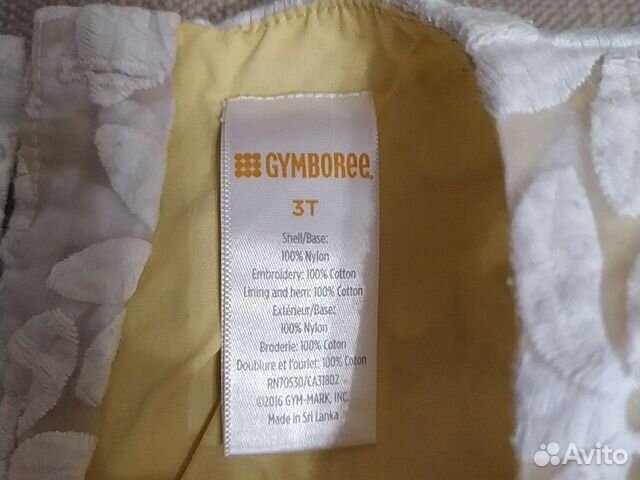 GYMBOREE
3T
Shell/Base:
100% Nylon
Embroidery: 100% Cotton
Lining and hem: 100% Cotton
Extérieur/Base:
100% Nylon
Broderie: 100% Coton
Doublure et l'ourlet: 100% Coton
RN70530/CA31802
©2016 GYM-MARK, INC.
Made in Sri Lanka
Avito